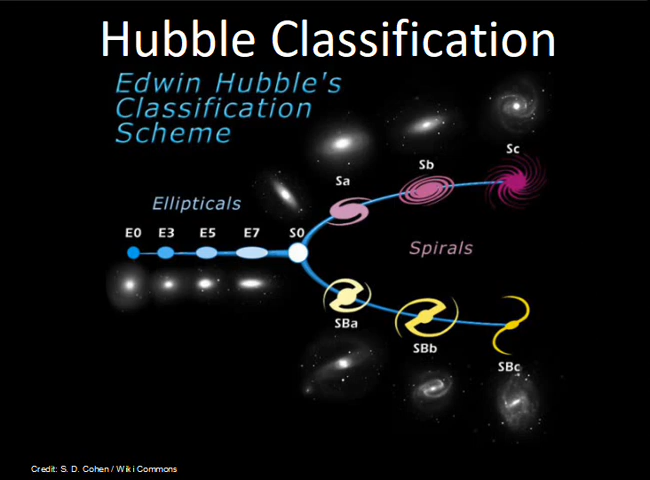 Hubble Classification
Edwin Hubble's
Classification
Scheme
Sc
Sb
Sa
Ellipticals
E0 E3 E5 E7 S0
Spirals
SBa
SBb
SBc
Credit: S. D. Cohen / Wiki Commons